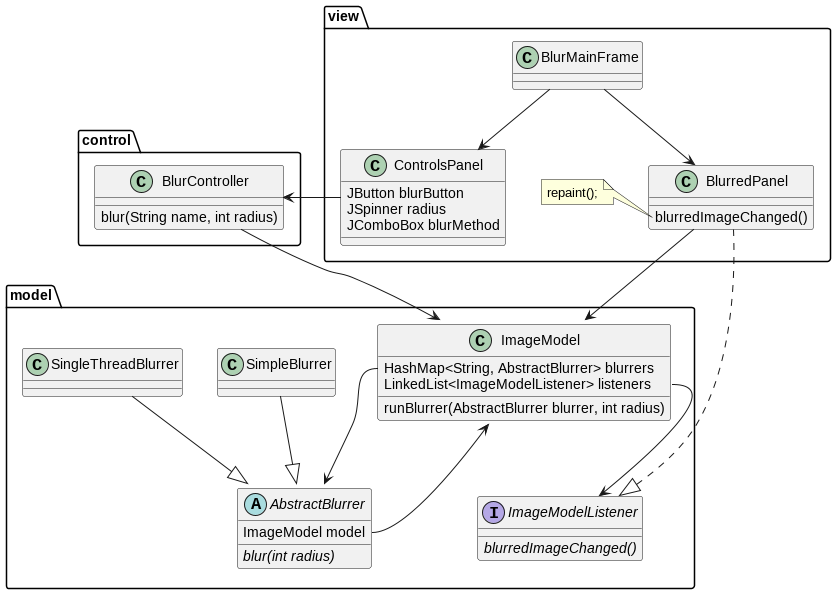 view
C BlurMainFrame
control
C BlurController
blur(String name, int radius)
C ControlsPanel
JButton blurButton
JSpinner radius
JComboBox blurMethod
repaint();
C BlurredPanel
blurredImageChanged()
model
C SingleThreadBlurrer
C SimpleBlurrer
C ImageModel
HashMap<String, AbstractBlurrer> blurrers
LinkedList<ImageModelListener> listeners
runBlurrer(AbstractBlurrer blurrer, int radius)
A AbstractBlurrer
ImageModel model
blur(int radius)
I ImageModelListener
blurredImageChanged()